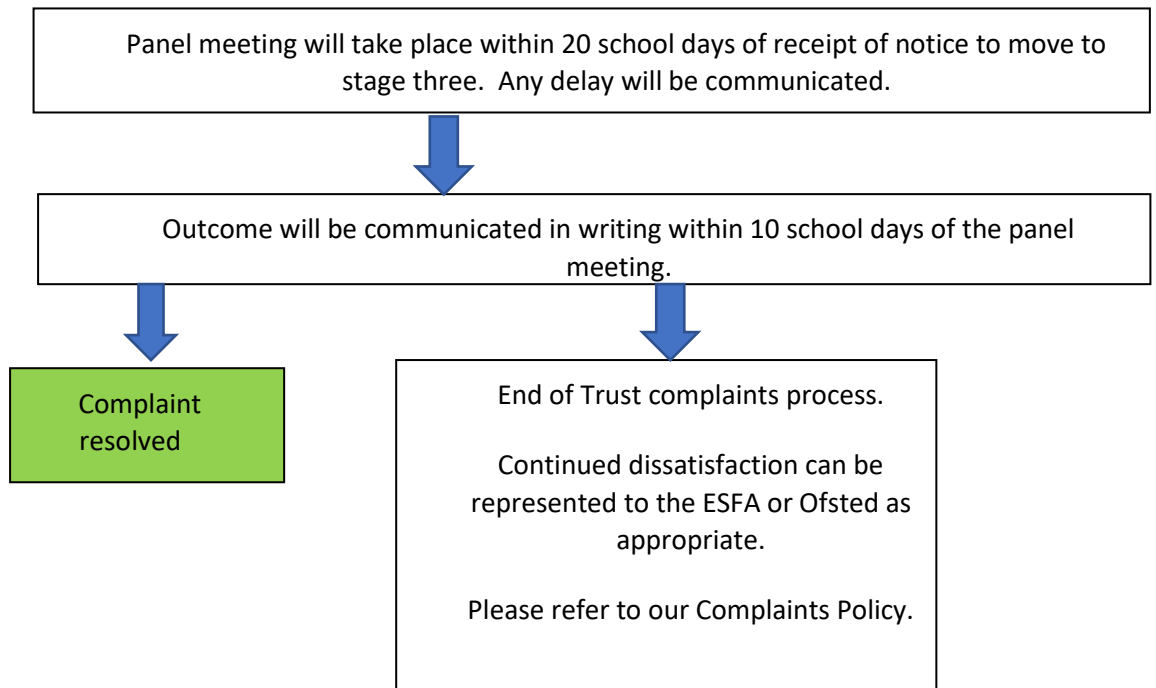 Panel meeting will take place within 20 school days of receipt of notice to move to
stage three.  Any delay will be communicated.
Outcome will be communicated in writing within 10 school days of the panel
meeting.
Complaint
resolved
End of Trust complaints process.
Continued dissatisfaction can be
represented to the ESFA or Ofsted as
appropriate.
Please refer to our Complaints Policy.